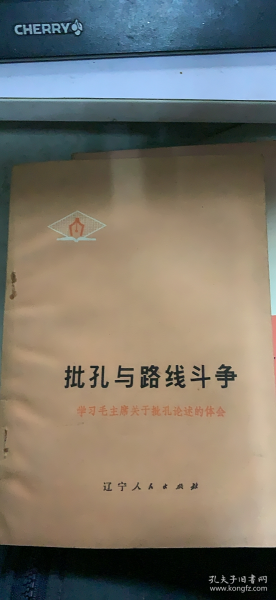 CHERRY
批孔与路线斗争
学习毛主席关于批孔论述的体会
辽宁人民出版社
孔夫子旧书网
www.kongfz.com